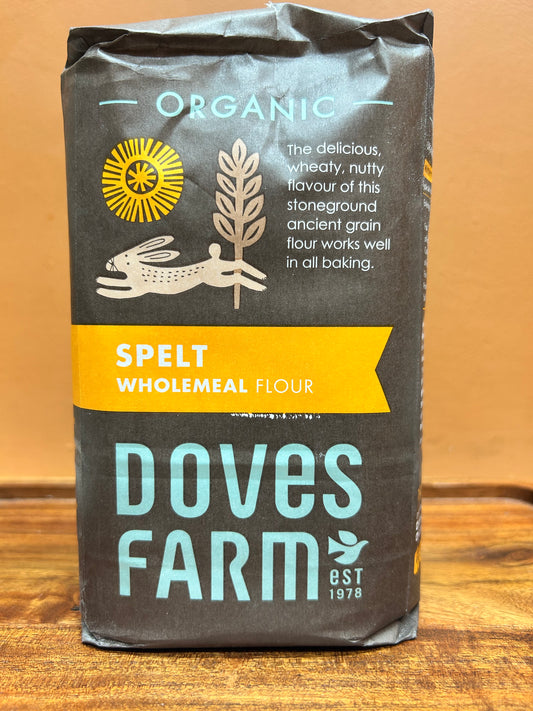 ORGANIC
The delicious,
wheaty, nutty
flavour of this
stoneground
ancient grain
flour works well
in all baking.
SPELT
WHOLEMEAL FLOUR
DOVES
FARM
EST
1978